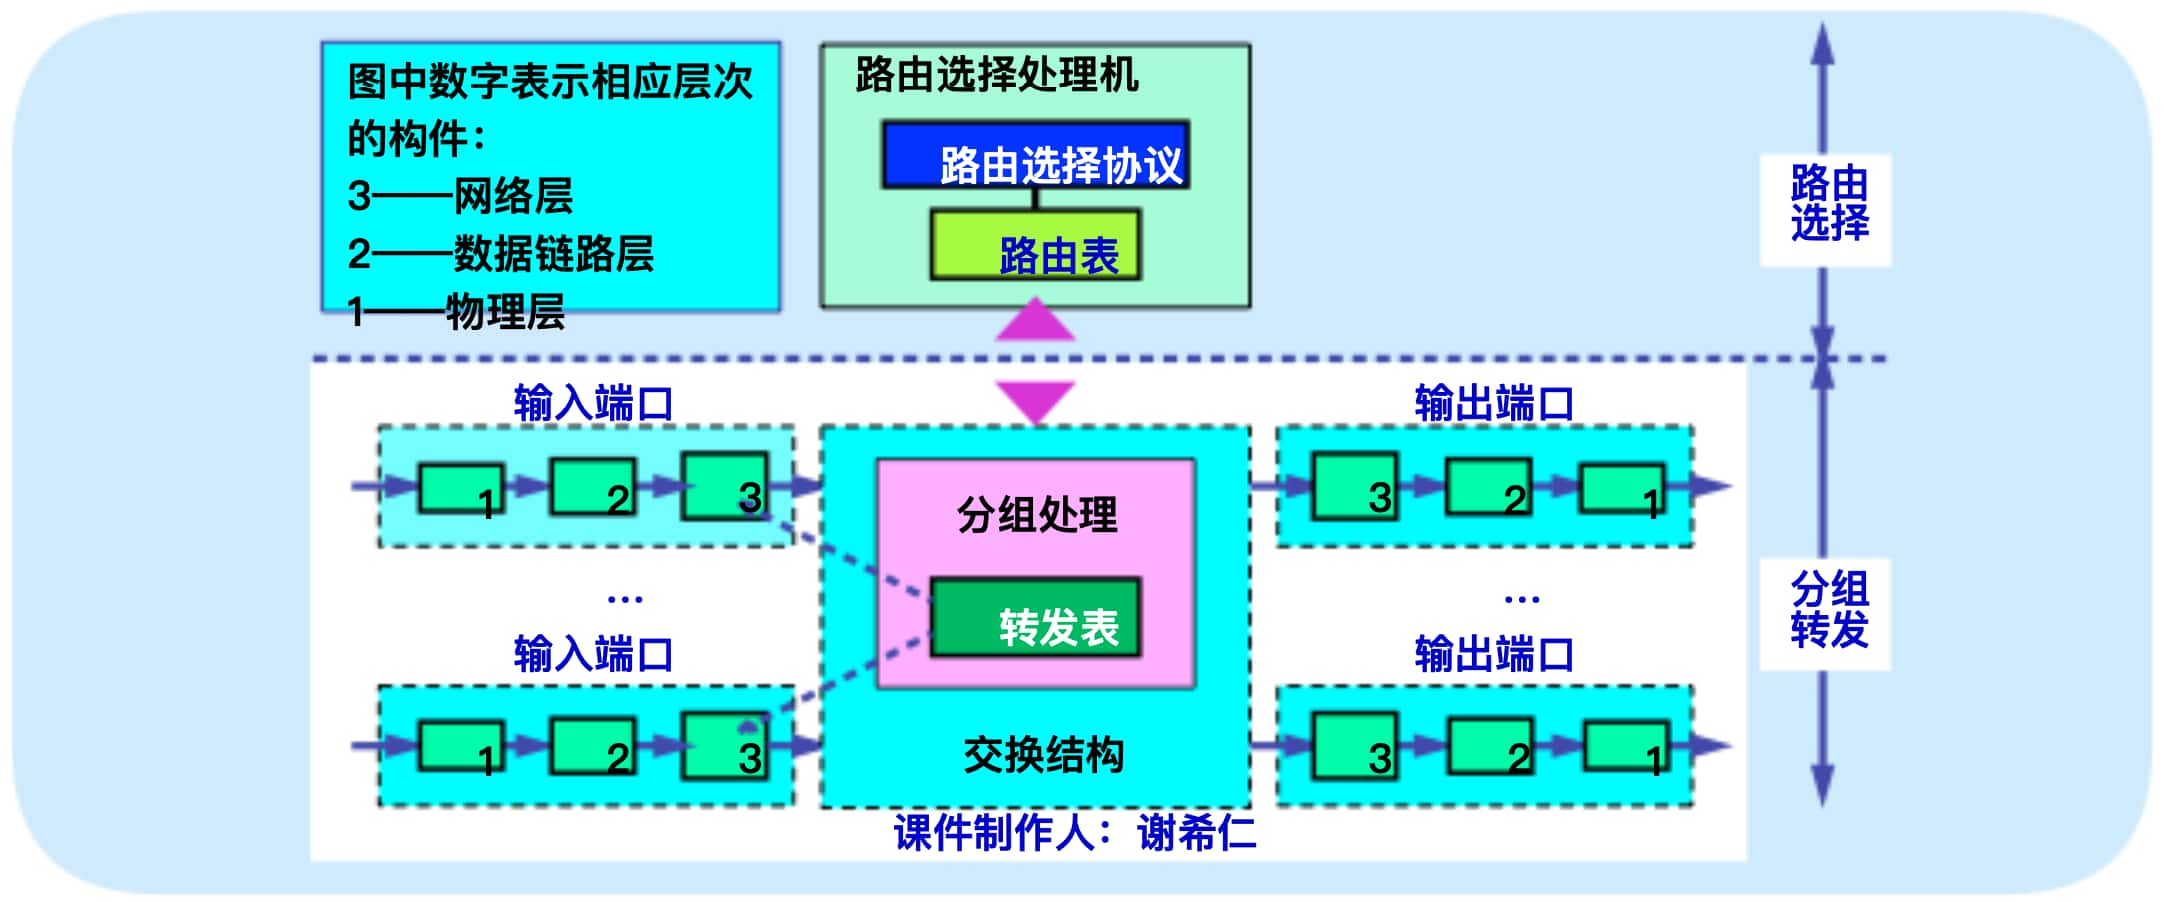 图中数字表示相应层次
的构件：
3——网络层
2——数据链路层
1——物理层
路由选择处理机
路由选择协议
路由表
路由
选择
输入端口
输出端口
1
2
3
3
2
1
分组处理
转发表
…
…
分组
转发
输入端口
输出端口
1
2
3
3
2
1
交换结构
课件制作人：谢希仁